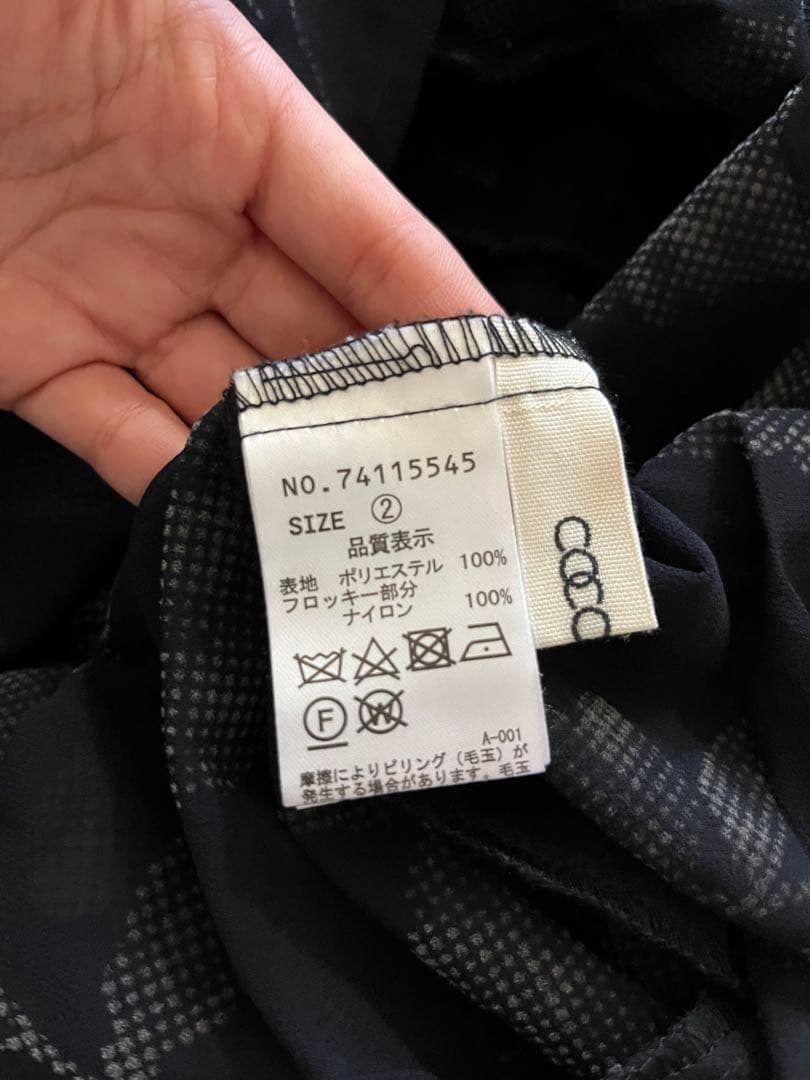 NO.74115545
SIZE ②
品質表示
表地 ポリエステル 100%
フロッキー部分
ナイロン 100%
F W
A-001
摩擦によりピリング（毛玉）が
発生する場合があります。毛玉
COCO